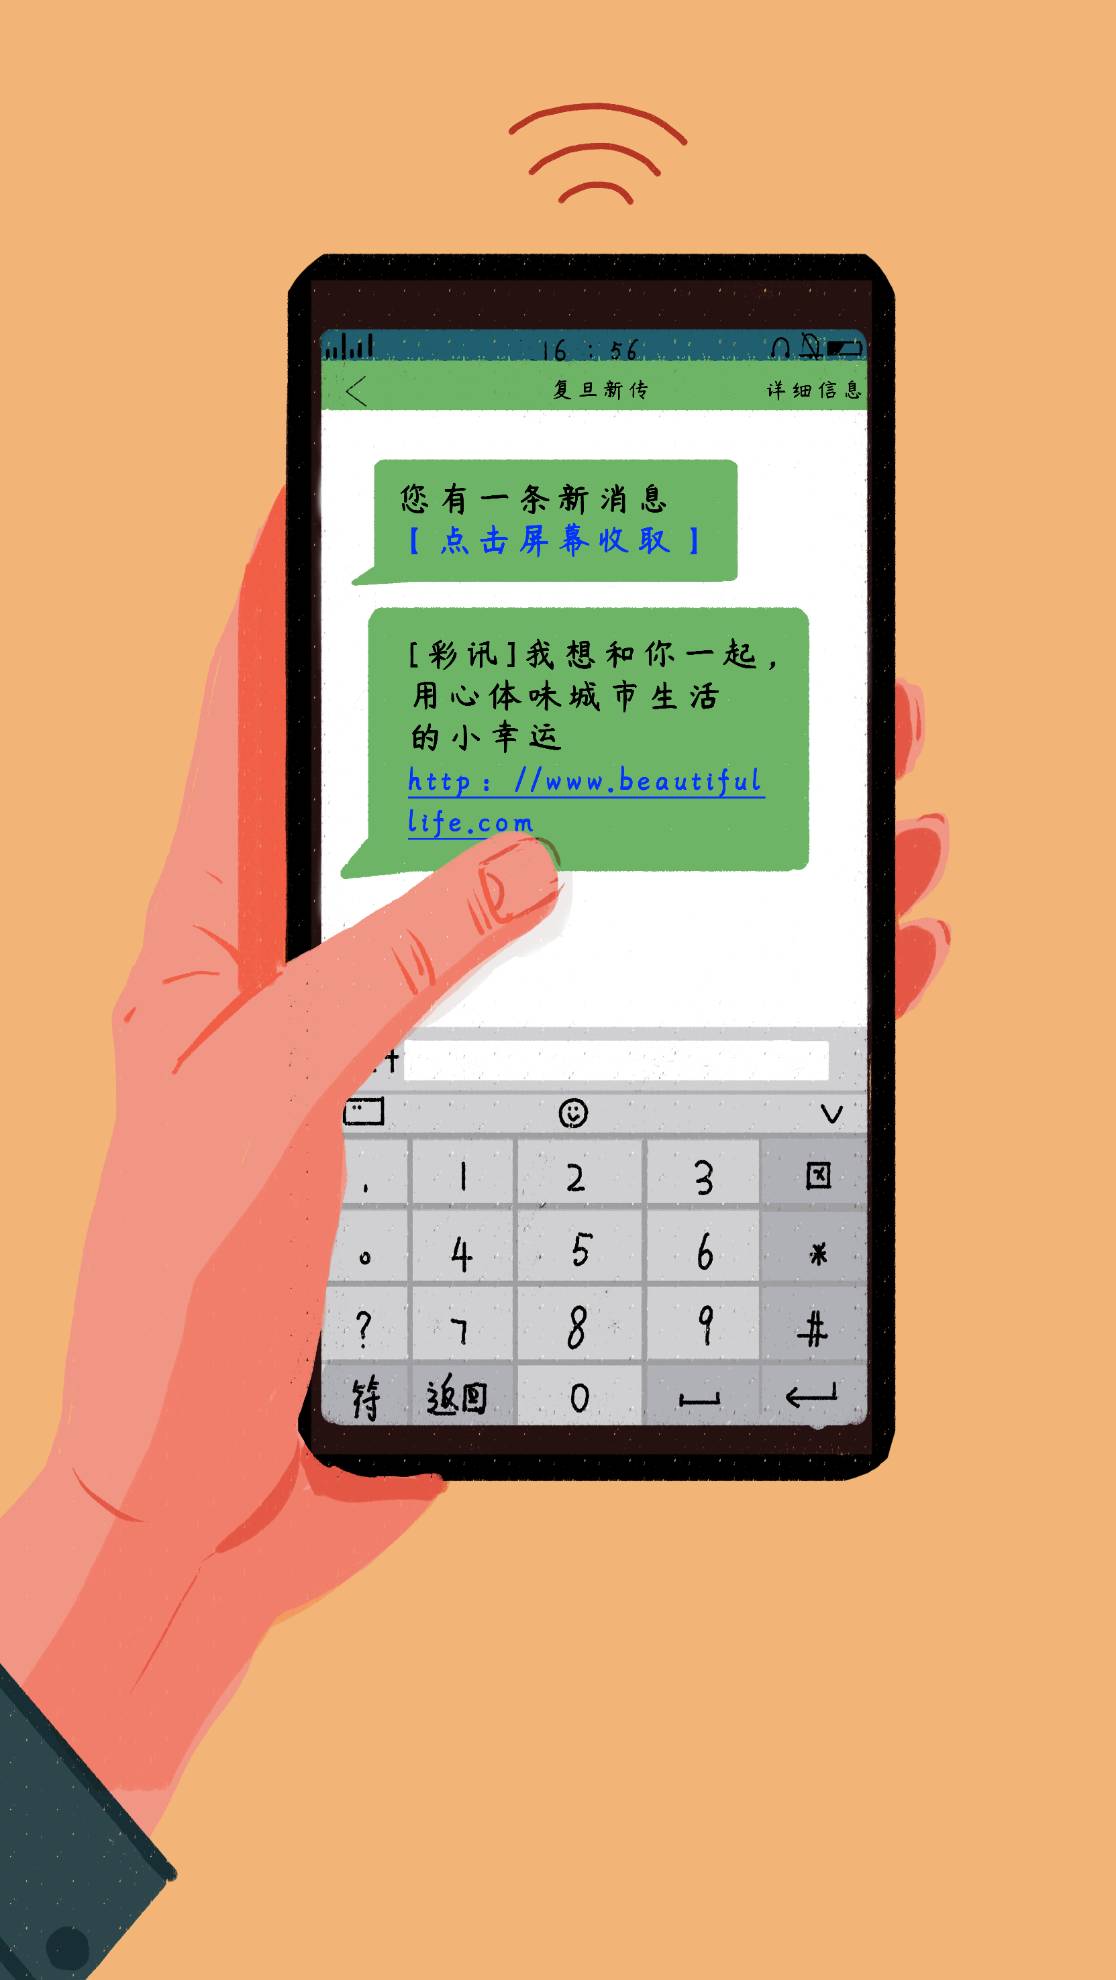 16 : 56
复旦新传 详细信息
您有一条新消息
【点击屏幕收取】
[彩讯]我想和你一起,
用心体味城市生活
的小幸运
http://www.beautiful
life.com
. 1 2 3
。 4 5 6 *
? 7 8 9 #
符 返回 0